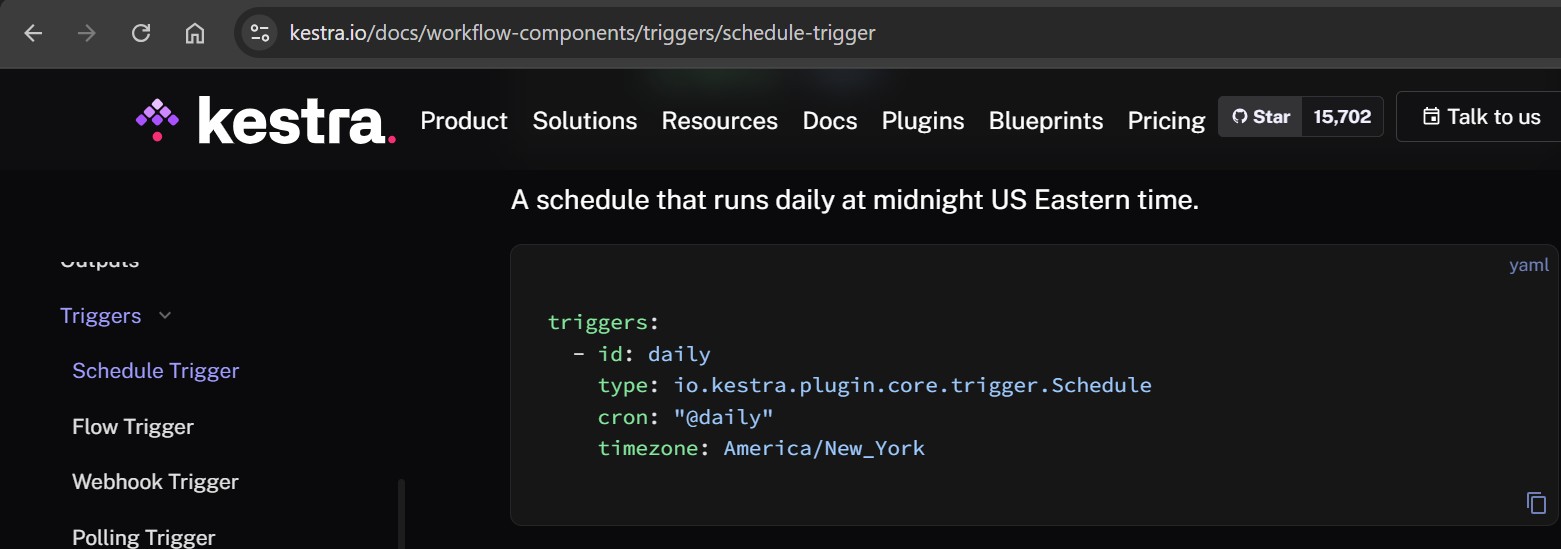 kestra.io/docs/workflow-components/triggers/schedule-trigger
kestra. Product Solutions Resources Docs Plugins Blueprints Pricing Star 15,702 Talk to us
A schedule that runs daily at midnight US Eastern time.
Outputs
Triggers
Schedule Trigger
Flow Trigger
Webhook Trigger
Polling Trigger
yaml
triggers:
  - id: daily
    type: io.kestra.plugin.core.trigger.Schedule
    cron: "@daily"
    timezone: America/New_York